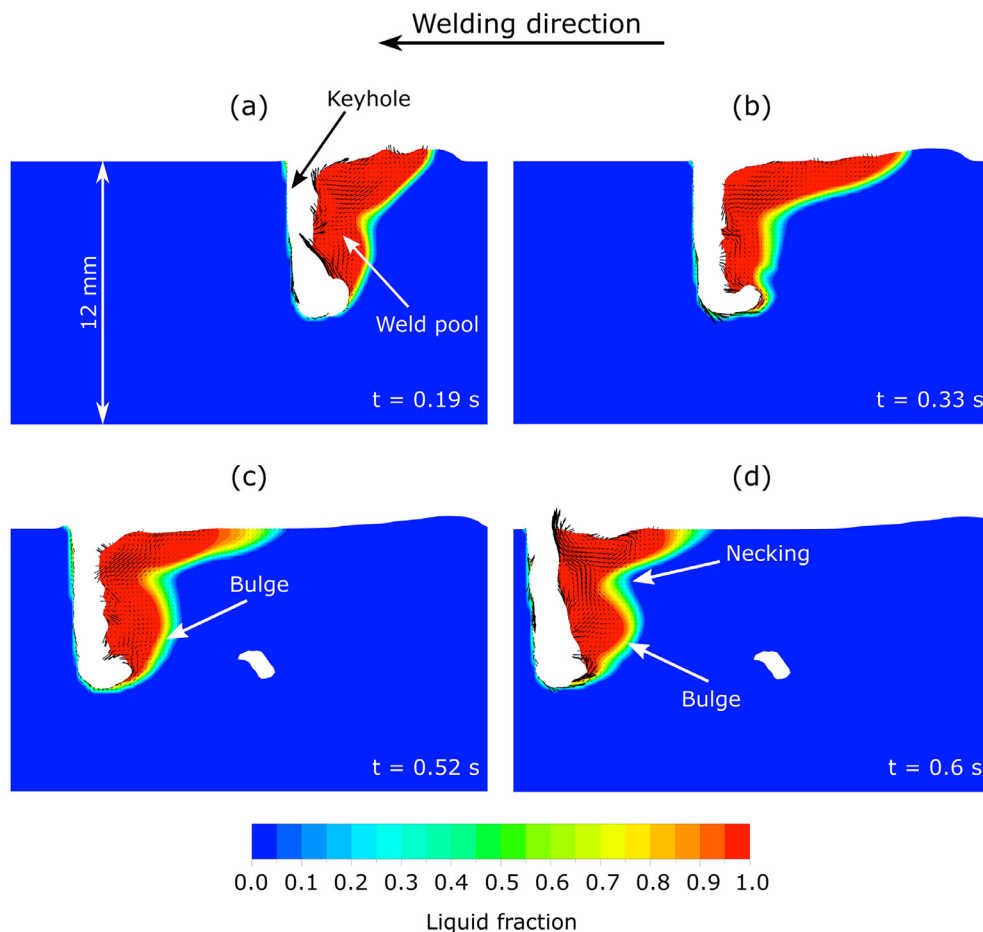 Welding direction
(a)
Keyhole
12 mm
Weld pool
t = 0.19 s
(b)
t = 0.33 s
(c)
Bulge
t = 0.52 s
(d)
Necking
Bulge
t = 0.6 s
0.0 0.1 0.2 0.3 0.4 0.5 0.6 0.7 0.8 0.9 1.0
Liquid fraction